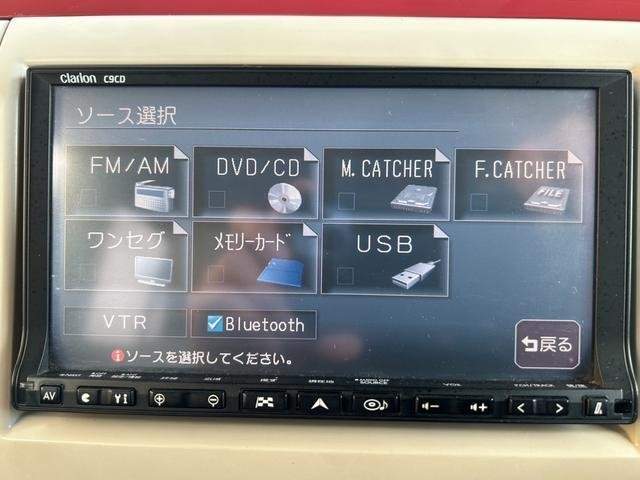 Clarion C9CD
ソース選択
FM/AM DVD/CD M.CATCHER F.CATCHER
FILE
ワンセグ メモリーカード USB
VTR Bluetooth
ソースを選択してください。
戻る
AV